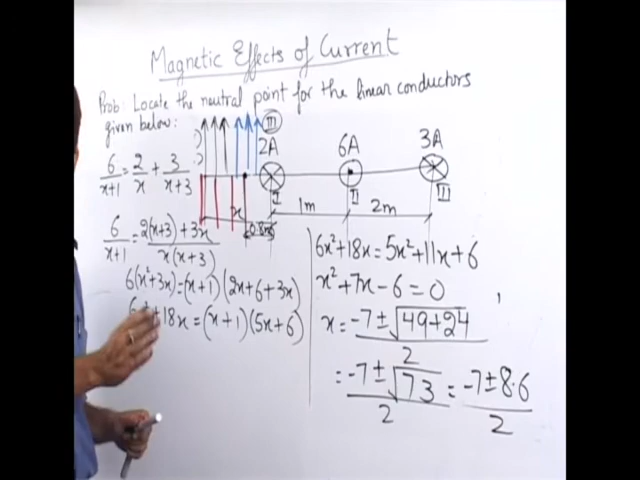 Magnetic Effects of Current
Prob: Locate the neutral point for the linear conductors
given below:
III
2A 6A 3A
I II III
x
0.8m
1m 2m
6/(x+1) = 2/x + 3/(x+3)
6/(x+1) = (2(x+3)+3x)/(x(x+3))
6(x²+3x)=(x+1)(2x+6+3x)
+18x=(x+1)(5x+6)
6x²+18x=5x²+11x+6
x²+7x-6=0
x = (-7±√(49+24))/2
= (-7±√73)/2 = (-7±8.6)/2